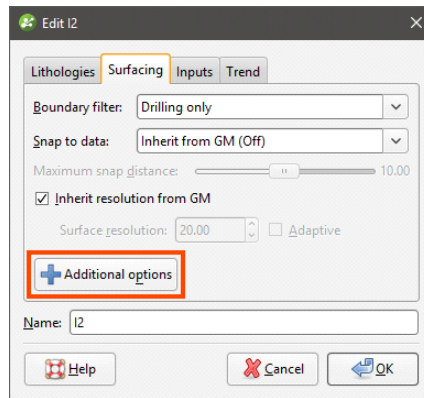 Edit I2
Lithologies Surfacing Inputs Trend
Boundary filter: Drilling only
Snap to data: Inherit from GM (Off)
Maximum snap distance: 10.00
Inherit resolution from GM
Surface resolution: 20.00 Adaptive
Additional options
Name: I2
Help Cancel OK